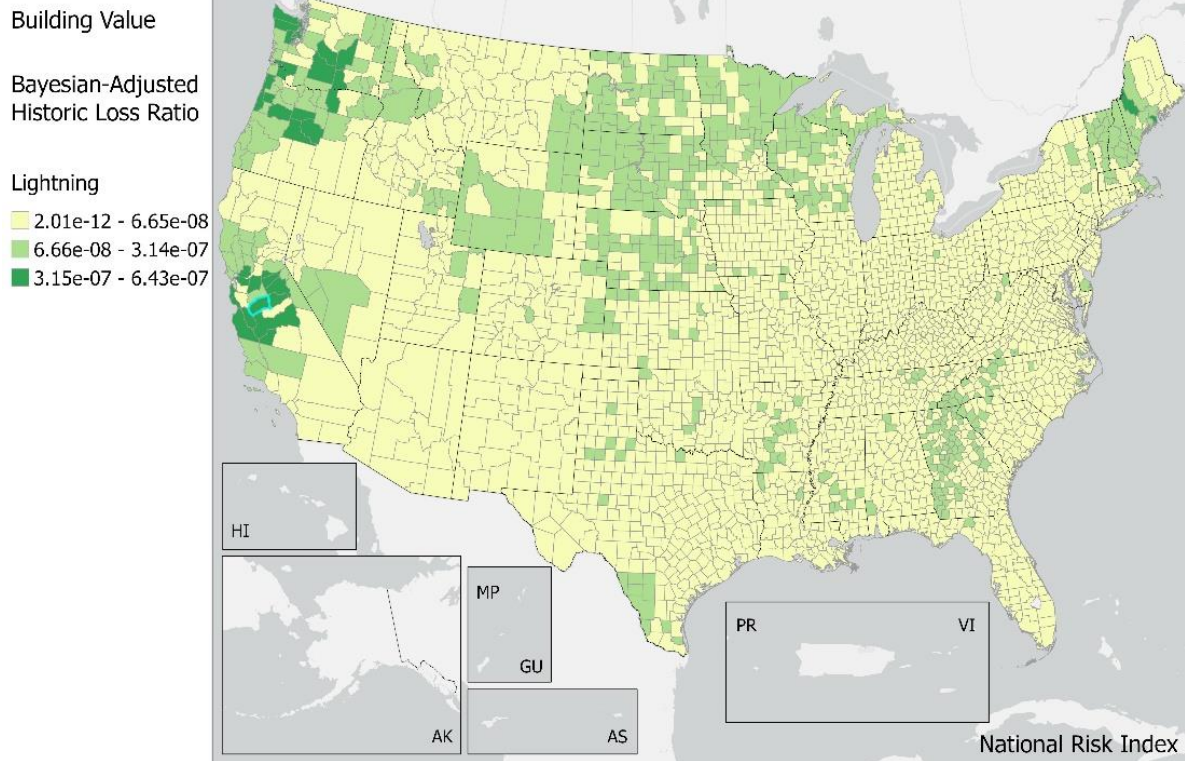 Building Value
Bayesian-Adjusted
Historic Loss Ratio
Lightning
2.01e-12 - 6.65e-08
6.66e-08 - 3.14e-07
3.15e-07 - 6.43e-07
HI
AK
MP
GU
AS
PR
VI
National Risk Index